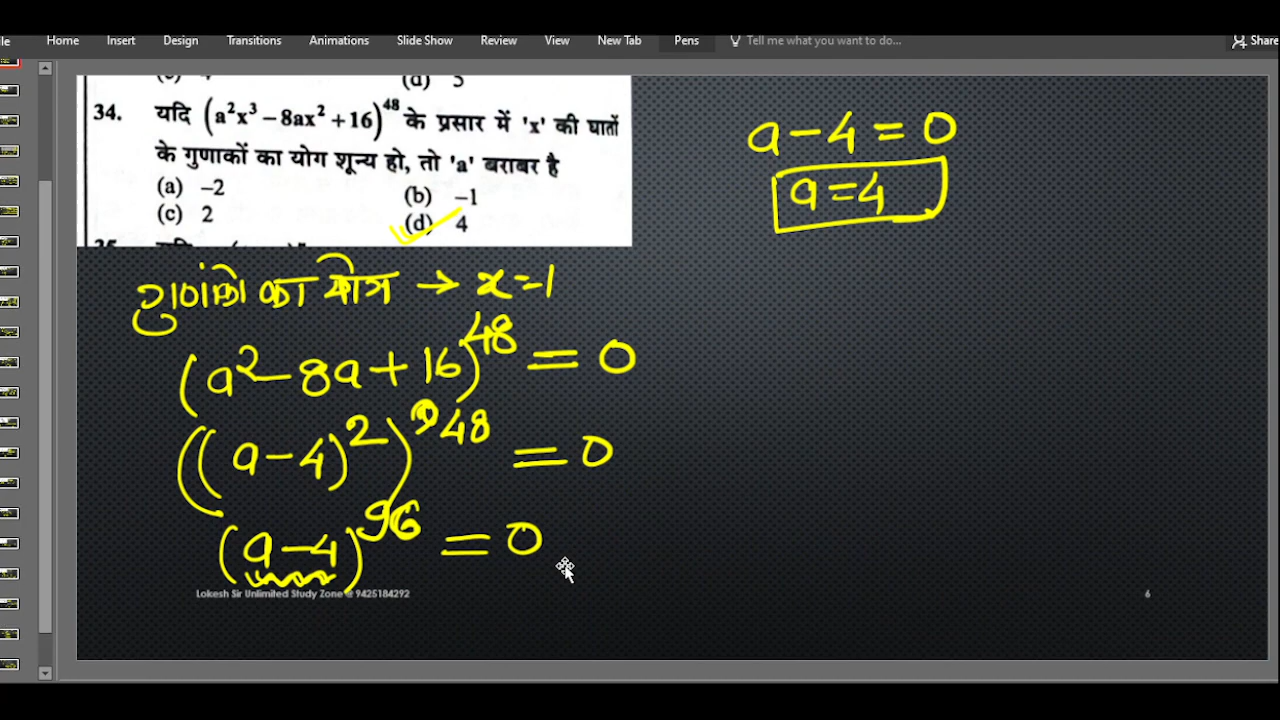 Home Insert Design Transitions Animations Slide Show Review View New Tab Pens Tell me what you want to do... Share
(d) 5
34. यदि (a²x³ – 8ax² + 16)⁴⁸ के प्रसार में 'x' की घातों
के गुणाकों का योग शून्य हो, तो 'a' बराबर है
(a) –2 (b) –1
(c) 2 (d) 4
a - 4 = 0
a = 4
गुणांको का योग → x = 1
(a² - 8a + 16)⁴⁸ = 0
((a - 4)²)⁴⁸ = 0
(a - 4)⁹⁶ = 0
Lokesh Sir Unlimited Study Zone @ 9425184292 6